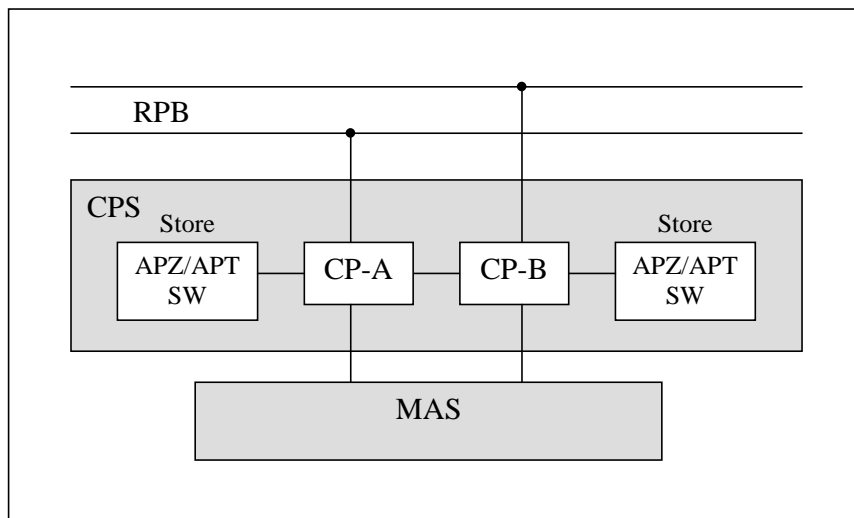 RPB
CPS
Store
Store
APZ/APT
SW
CP-A
CP-B
APZ/APT
SW
MAS